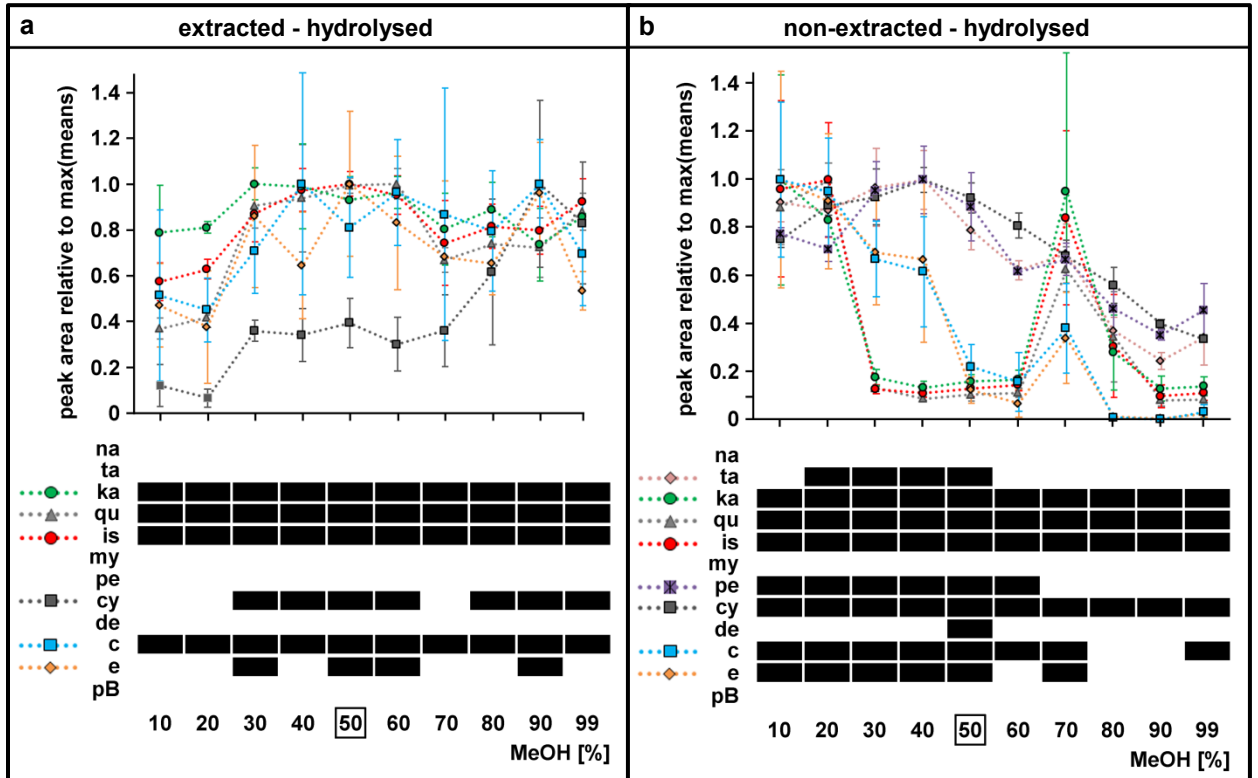 a extracted - hydrolysed
peak area relative to max(means)
1.4
1.2
1.0
0.8
0.6
0.4
0.2
0
na
ta
ka
qu
is
my
pe
cy
de
c
e
pB
10 20 30 40 50 60 70 80 90 99
MeOH [%]
b non-extracted - hydrolysed
peak area relative to max(means)
1.4
1.2
1.0
0.8
0.6
0.4
0.2
0
na
ta
ka
qu
is
my
pe
cy
de
c
e
pB
10 20 30 40 50 60 70 80 90 99
MeOH [%]